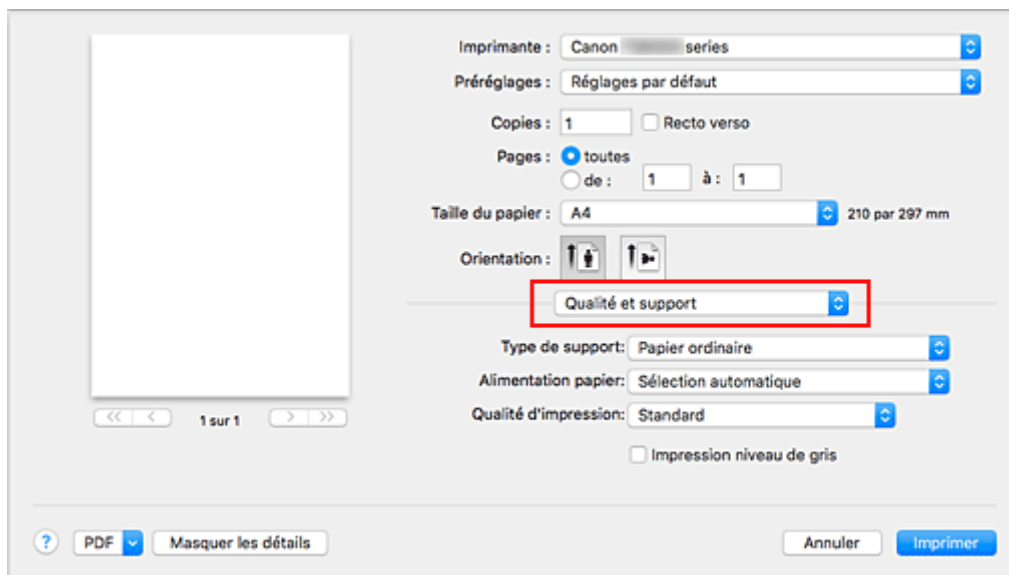 Imprimante : Canon series
Préréglages : Réglages par défaut
Copies : 1 Recto verso
Pages : toutes
de : 1 à : 1
Taille du papier : A4 210 par 297 mm
Orientation :
Qualité et support
Type de support: Papier ordinaire
Alimentation papier: Sélection automatique
1 sur 1
Qualité d'impression: Standard
Impression niveau de gris
? PDF Masquer les détails Annuler Imprimer